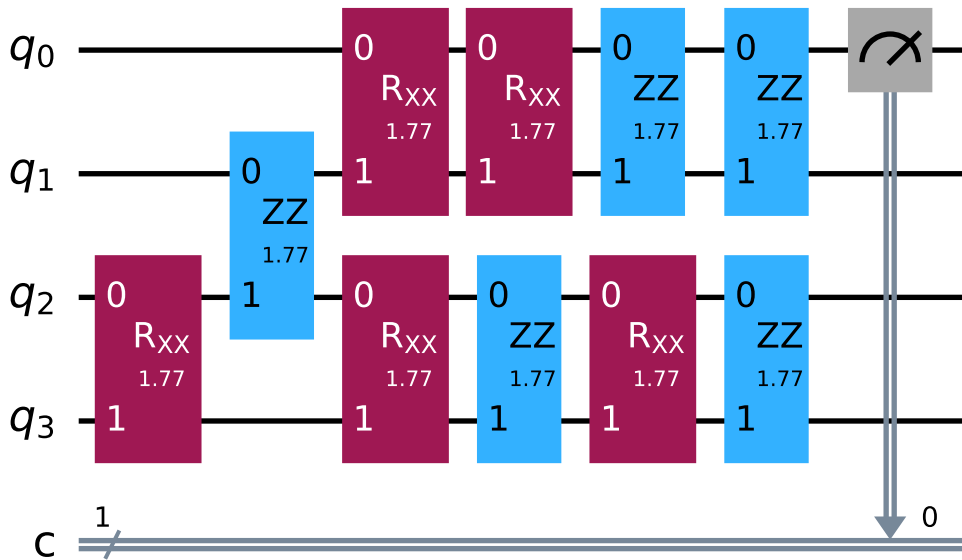 q0 0 0 0 0
RXX RXX ZZ ZZ
1.77 1.77 1.77 1.77
q1 0 1 1 1 1
ZZ
1.77
q2 0 1 0 0 0 0
RXX RXX ZZ RXX ZZ
1.77 1.77 1.77 1.77 1.77
q3 1 1 1 1 1
1 0
c